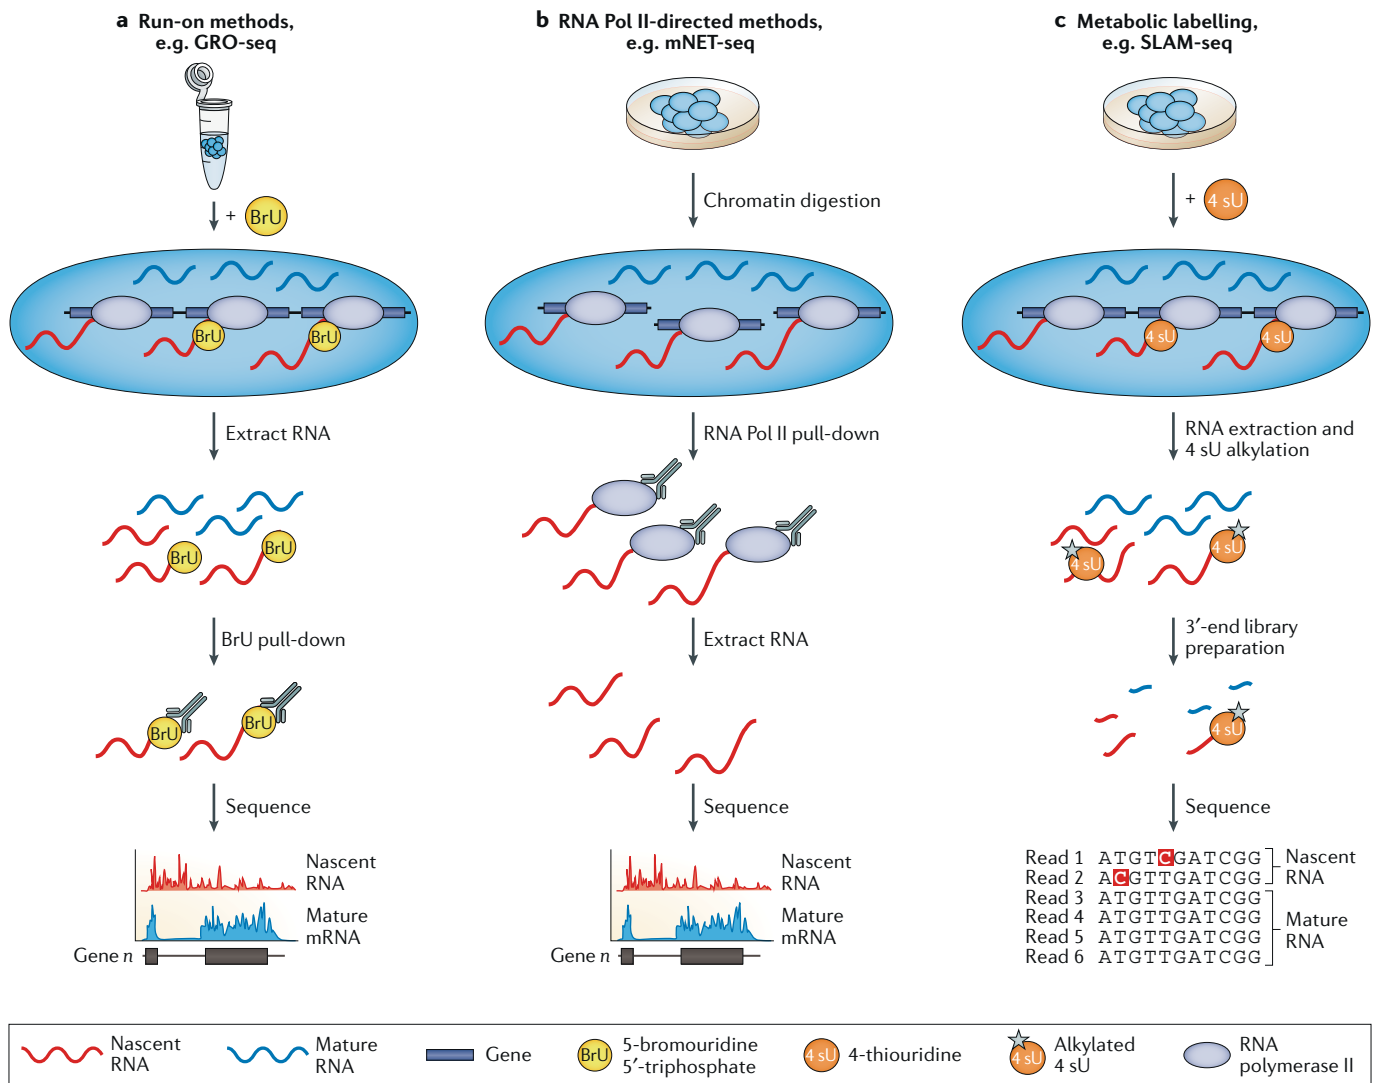 a Run-on methods,
e.g. GRO-seq
+ BrU
BrU
BrU
Extract RNA
BrU
BrU
BrU pull-down
BrU
BrU
Sequence
Nascent
RNA
Mature
mRNA
Gene n
b RNA Pol II-directed methods,
e.g. mNET-seq
Chromatin digestion
RNA Pol II pull-down
Extract RNA
Sequence
Nascent
RNA
Mature
mRNA
Gene n
c Metabolic labelling,
e.g. SLAM-seq
+ 4 sU
4 sU
4 sU
RNA extraction and
4 sU alkylation
4 sU
4 sU
3′-end library
preparation
4 sU
Sequence
Read 1 ATGTCGATCGG
Read 2 ACGTTGATCGG
Nascent
RNA
Read 3 ATGTTGATCGG
Read 4 ATGTTGATCGG
Read 5 ATGTTGATCGG
Read 6 ATGTTGATCGG
Mature
RNA
Nascent
RNA
Mature
RNA
Gene
BrU
5-bromouridine
5′-triphosphate
4 sU
4-thiouridine
4 sU
Alkylated
4 sU
RNA
polymerase II